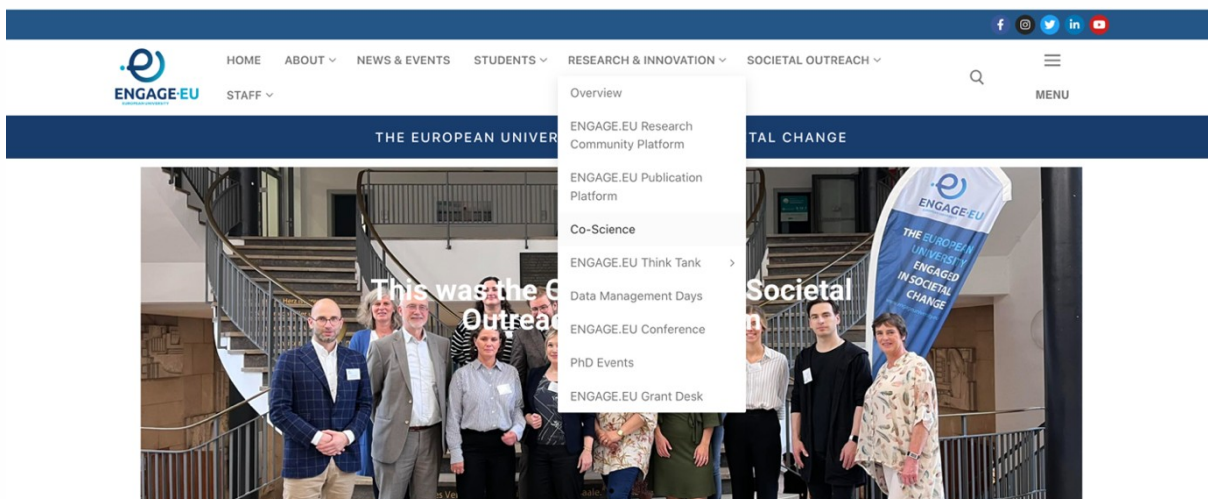 ENGAGE·EU
EUROPEAN UNIVERSITY
HOME ABOUT NEWS & EVENTS STUDENTS RESEARCH & INNOVATION SOCIETAL OUTREACH
STAFF
MENU
Overview
ENGAGE.EU Research
Community Platform
ENGAGE.EU Publication
Platform
Co-Science
ENGAGE.EU Think Tank
Data Management Days
ENGAGE.EU Conference
PhD Events
ENGAGE.EU Grant Desk
THE EUROPEAN UNIVER
TAL CHANGE
This was the
Societal
Outrea
ENGAGE·EU
THE EUROPEAN
UNIVERSITY
ENGAGED
IN SOCIETAL
CHANGE